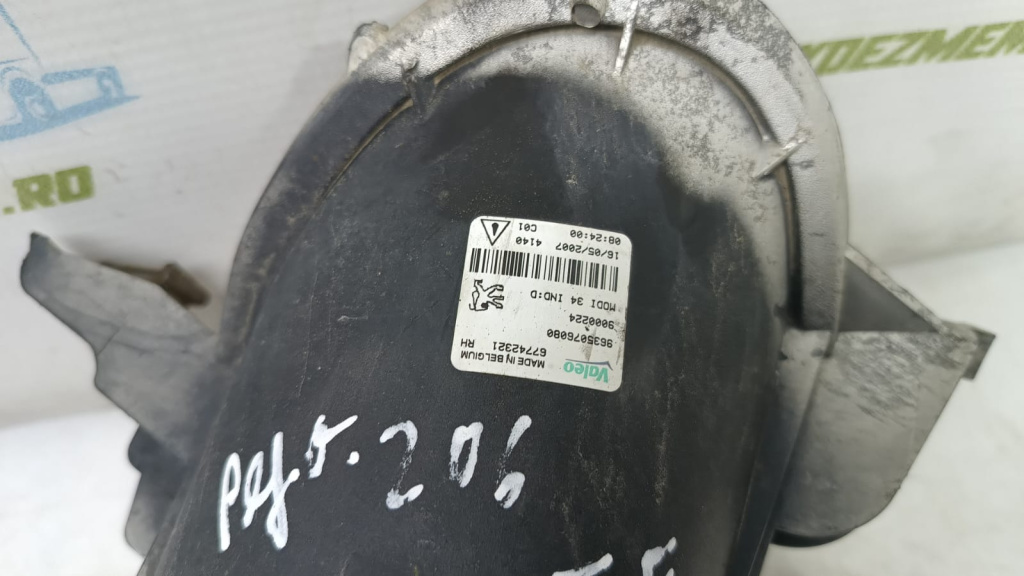 Valeo
MADE IN BELGIUM RH
67742321
9635076080
9000224
MODI 34 IND:D
16/05/2007 4140
08:24:00 C01
206
.RO